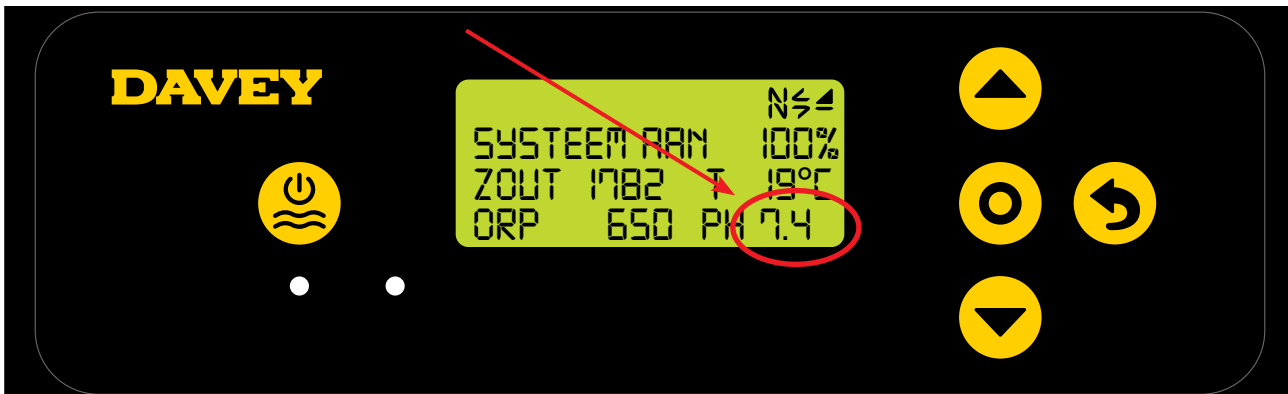 DAVEY
N
SYSTEEM AAN 100%
ZOUT 1782 T 19°C
ORP 650 PH 7.4